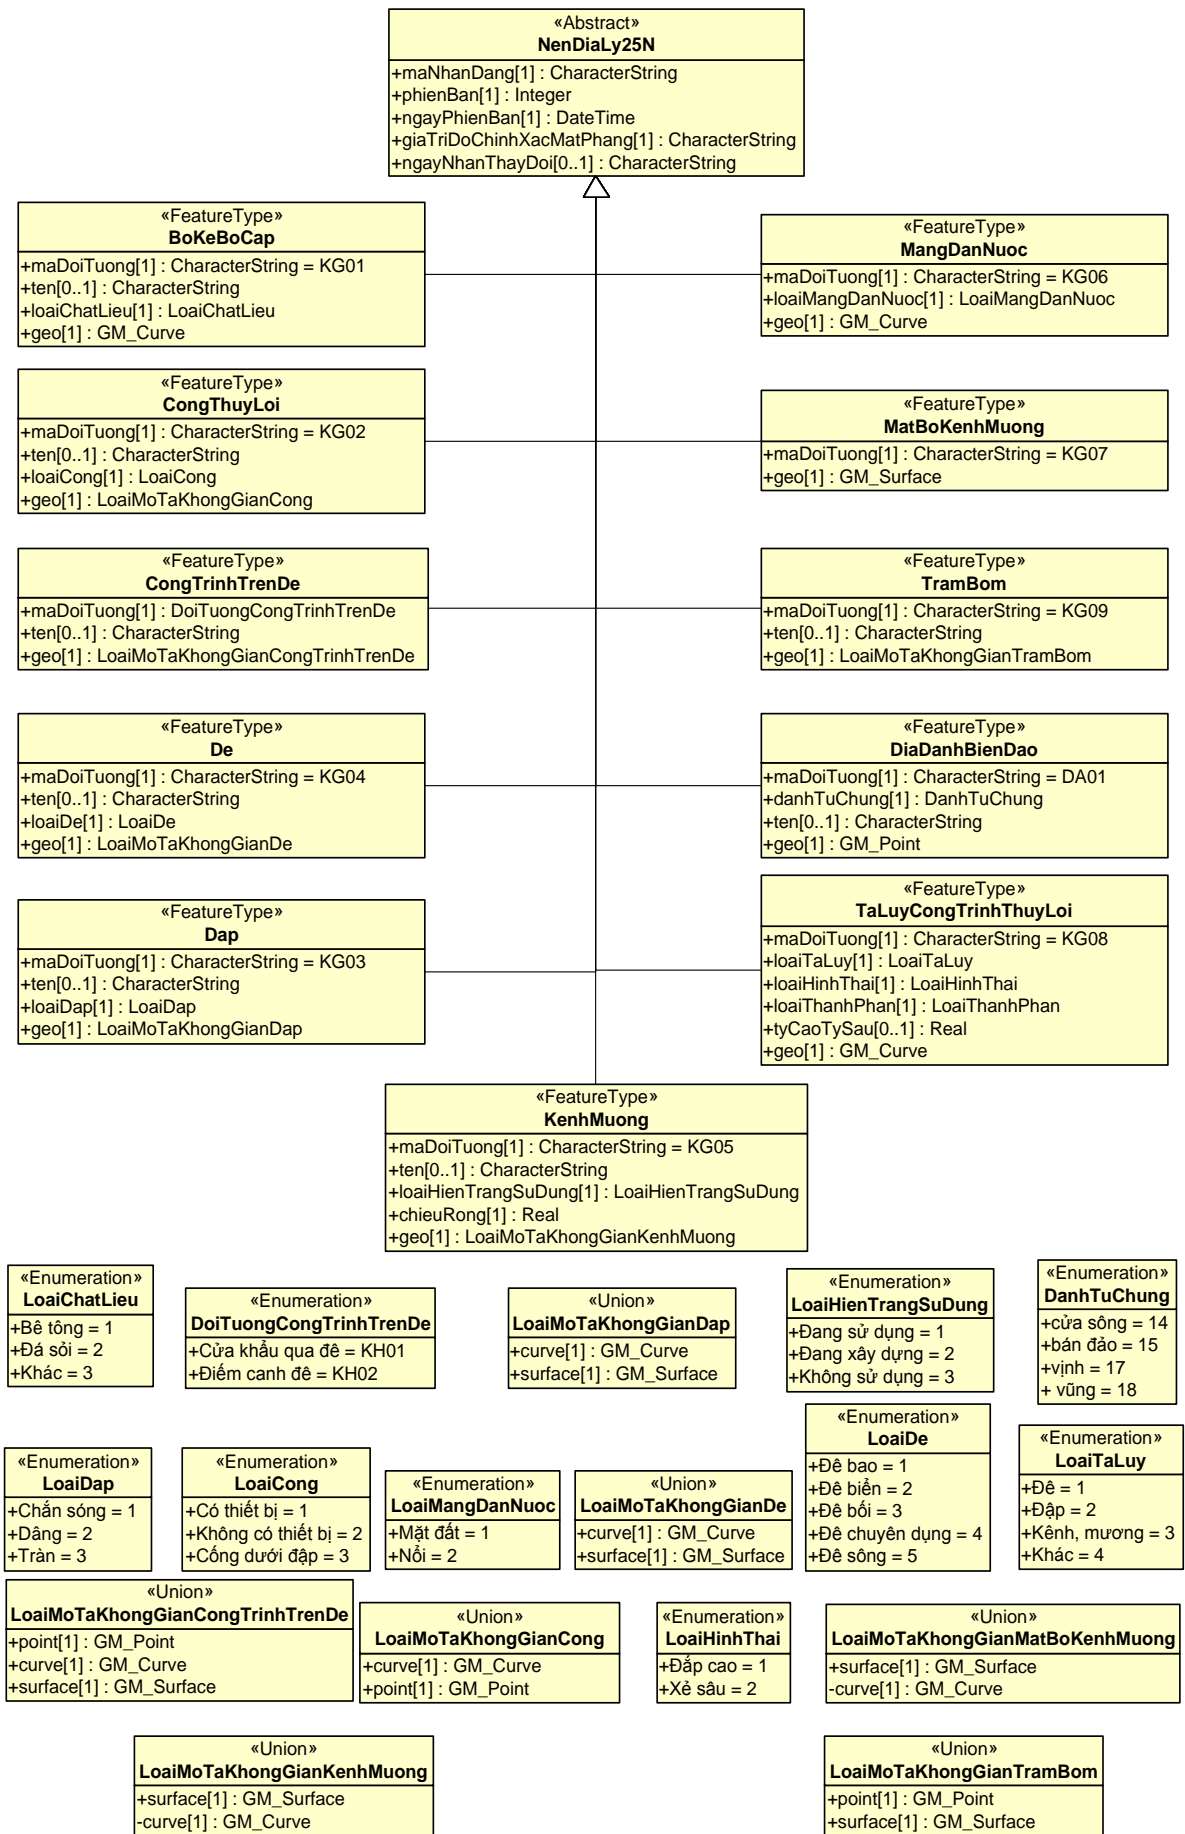 «Abstract»
NenDiaLy25N
+maNhanDang[1] : CharacterString
+phienBan[1] : Integer
+ngayPhienBan[1] : DateTime
+giaTriDoChinhXacMatPhang[1] : CharacterString
+ngayNhanThayDoi[0..1] : CharacterString
«FeatureType»
BoKeBoCap
+maDoiTuong[1] : CharacterString = KG01
+ten[0..1] : CharacterString
+loaiChatLieu[1] : LoaiChatLieu
+geo[1] : GM_Curve
«FeatureType»
MangDanNuoc
+maDoiTuong[1] : CharacterString = KG06
+loaiMangDanNuoc[1] : LoaiMangDanNuoc
+geo[1] : GM_Curve
«FeatureType»
CongThuyLoi
+maDoiTuong[1] : CharacterString = KG02
+ten[0..1] : CharacterString
+loaiCong[1] : LoaiCong
+geo[1] : LoaiMoTaKhongGianCong
«FeatureType»
MatBoKenhMuong
+maDoiTuong[1] : CharacterString = KG07
+geo[1] : GM_Surface
«FeatureType»
CongTrinhTrenDe
+maDoiTuong[1] : DoiTuongCongTrinhTrenDe
+ten[0..1] : CharacterString
+geo[1] : LoaiMoTaKhongGianCongTrinhTrenDe
«FeatureType»
TramBom
+maDoiTuong[1] : CharacterString = KG09
+ten[0..1] : CharacterString
+geo[1] : LoaiMoTaKhongGianTramBom
«FeatureType»
De
+maDoiTuong[1] : CharacterString = KG04
+ten[0..1] : CharacterString
+loaiDe[1] : LoaiDe
+geo[1] : LoaiMoTaKhongGianDe
«FeatureType»
DiaDanhBienDao
+maDoiTuong[1] : CharacterString = DA01
+danhTuChung[1] : DanhTuChung
+ten[0..1] : CharacterString
+geo[1] : GM_Point
«FeatureType»
Dap
+maDoiTuong[1] : CharacterString = KG03
+ten[0..1] : CharacterString
+loaiDap[1] : LoaiDap
+geo[1] : LoaiMoTaKhongGianDap
«FeatureType»
TaLuyCongTrinhThuyLoi
+maDoiTuong[1] : CharacterString = KG08
+loaiTaLuy[1] : LoaiTaLuy
+loaiHinhThai[1] : LoaiHinhThai
+loaiThanhPhan[1] : LoaiThanhPhan
+tyCaoTySau[0..1] : Real
+geo[1] : GM_Curve
«FeatureType»
KenhMuong
+maDoiTuong[1] : CharacterString = KG05
+ten[0..1] : CharacterString
+loaiHienTrangSuDung[1] : LoaiHienTrangSuDung
+chieuRong[1] : Real
+geo[1] : LoaiMoTaKhongGianKenhMuong
«Enumeration»
LoaiChatLieu
+Bê tông = 1
+Đá sỏi = 2
+Khác = 3
«Enumeration»
DoiTuongCongTrinhTrenDe
+Cửa khẩu qua đê = KH01
+Điếm canh đê = KH02
«Union»
LoaiMoTaKhongGianDap
+curve[1] : GM_Curve
+surface[1] : GM_Surface
«Enumeration»
LoaiHienTrangSuDung
+Đang sử dụng = 1
+Đang xây dựng = 2
+Không sử dụng = 3
«Enumeration»
DanhTuChung
+cửa sông = 14
+bán đảo = 15
+vịnh = 17
+ vũng = 18
«Enumeration»
LoaiDap
+Chắn sóng = 1
+Dâng = 2
+Tràn = 3
«Enumeration»
LoaiCong
+Có thiết bị = 1
+Không có thiết bị = 2
+Cống dưới đập = 3
«Enumeration»
LoaiMangDanNuoc
+Mặt đất = 1
+Nổi = 2
«Union»
LoaiMoTaKhongGianDe
+curve[1] : GM_Curve
+surface[1] : GM_Surface
«Enumeration»
LoaiDe
+Đê bao = 1
+Đê biển = 2
+Đê bối = 3
+Đê chuyên dụng = 4
+Đê sông = 5
«Enumeration»
LoaiTaLuy
+Đê = 1
+Đập = 2
+Kênh, mương = 3
+Khác = 4
«Union»
LoaiMoTaKhongGianCongTrinhTrenDe
+point[1] : GM_Point
+curve[1] : GM_Curve
+surface[1] : GM_Surface
«Union»
LoaiMoTaKhongGianCong
+curve[1] : GM_Curve
+point[1] : GM_Point
«Enumeration»
LoaiHinhThai
+Đắp cao = 1
+Xẻ sâu = 2
«Union»
LoaiMoTaKhongGianMatBoKenhMuong
+surface[1] : GM_Surface
-curve[1] : GM_Curve
«Union»
LoaiMoTaKhongGianKenhMuong
+surface[1] : GM_Surface
-curve[1] : GM_Curve
«Union»
LoaiMoTaKhongGianTramBom
+point[1] : GM_Point
+surface[1] : GM_Surface